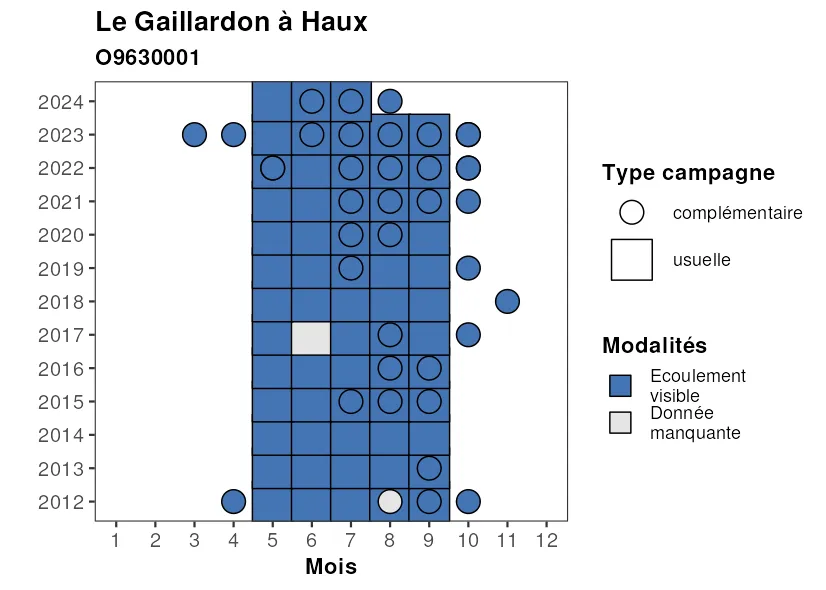 Le Gaillardon à Haux
O9630001
2024
2023
2022
2021
2020
2019
2018
2017
2016
2015
2014
2013
2012
1 2 3 4 5 6 7 8 9 10 11 12
Mois
Type campagne
complémentaire
usuelle
Modalités
Ecoulement
visible
Donnée
manquante